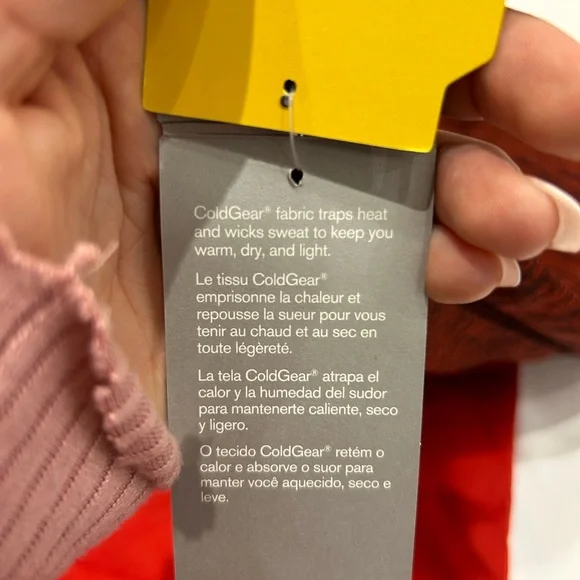 ColdGear® fabric traps heat
and wicks sweat to keep you
warm, dry, and light.
Le tissu ColdGear®
emprisonne la chaleur et
repousse la sueur pour vous
tenir au chaud et au sec en
toute légèreté.
La tela ColdGear® atrapa el
calor y la humedad del sudor
para mantenerte caliente, seco
y ligero.
O tecido ColdGear® retém o
calor e absorve o suor para
manter você aquecido, seco e
leve.